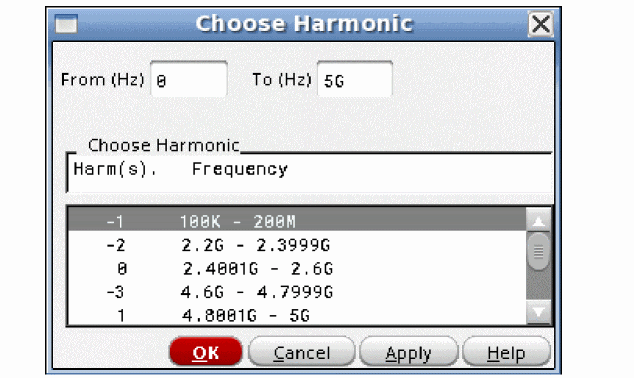 Choose Harmonic
From (Hz) 0 To (Hz) 5G
Choose Harmonic
Harm(s). Frequency
-1 100K - 200M
-2 2.2G - 2.3999G
0 2.4001G - 2.6G
-3 4.6G - 4.7999G
1 4.8001G - 5G
OK Cancel Apply Help